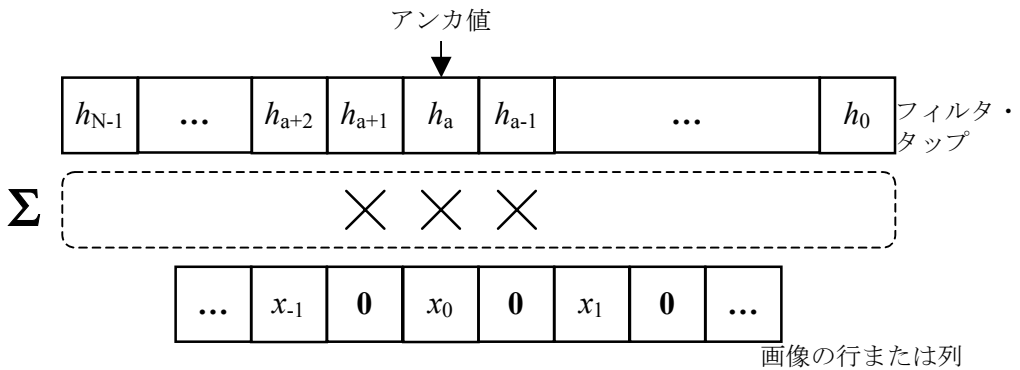 アンカ値
h_{N-1} ... h_{a+2} h_{a+1} h_a h_{a-1} ... h_0
フィルタ・
タップ
Σ × × ×
... x_{-1} 0 x_0 0 x_1 0 ...
画像の行または列